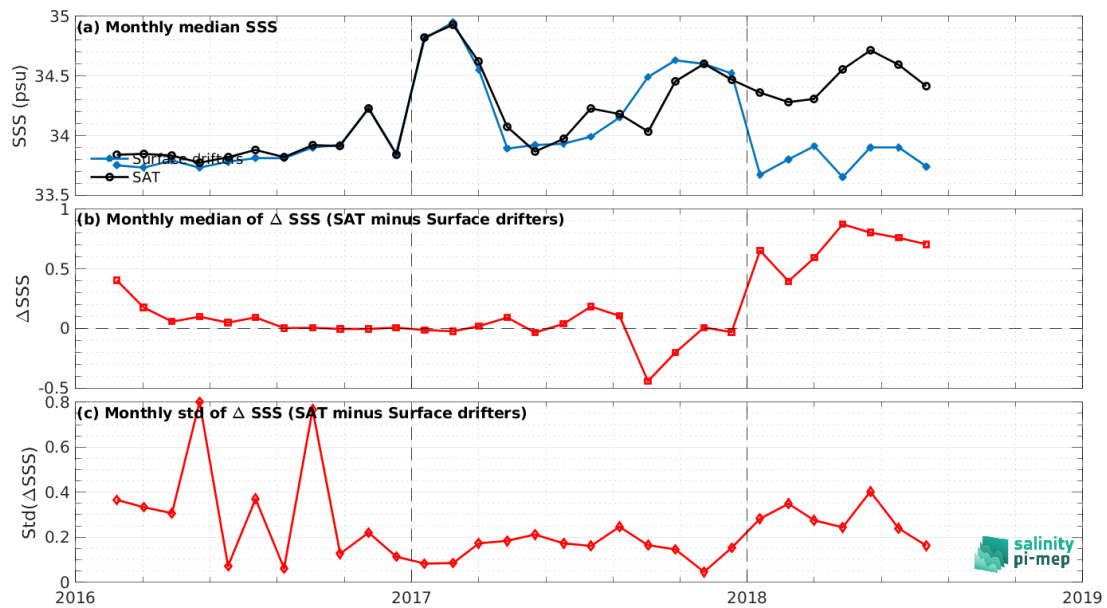 (a) Monthly median SSS
35
34.5
34
33.5
SSS (psu)
Surface drifters
SAT
(b) Monthly median of Δ SSS (SAT minus Surface drifters)
1
0.5
0
-0.5
ΔSSS
(c) Monthly std of Δ SSS (SAT minus Surface drifters)
0.8
0.6
0.4
0.2
0
Std(ΔSSS)
2016
2017
2018
2019
salinity
pi-mep